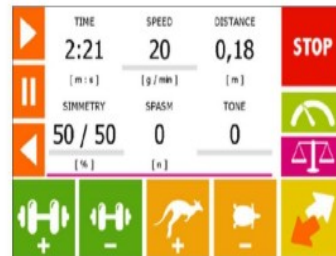 TIME SPEED DISTANCE
2:21 20 0,18 STOP
[ m : s ] [ g / min ] [ m ]
SIMMETRY SPASM TONE
50 / 50 0 0
[ % ] [ n ]
+ - + -